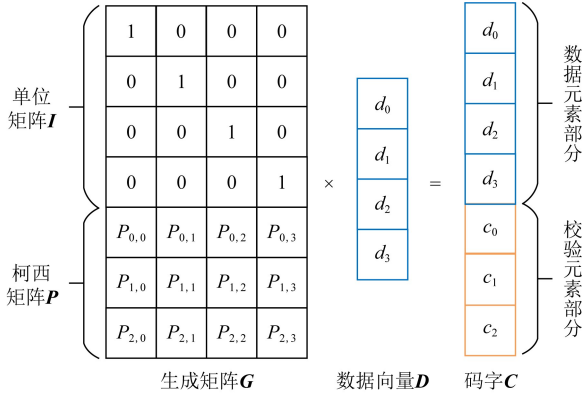 单位
矩阵I
1 0 0 0
0 1 0 0
0 0 1 0
0 0 0 1
柯西
矩阵P
P0,0 P0,1 P0,2 P0,3
P1,0 P1,1 P1,2 P1,3
P2,0 P2,1 P2,2 P2,3
生成矩阵G
×
d0
d1
d2
d3
数据向量D
=
d0
d1
d2
d3
c0
c1
c2
码字C
数据元素部分
校验元素部分